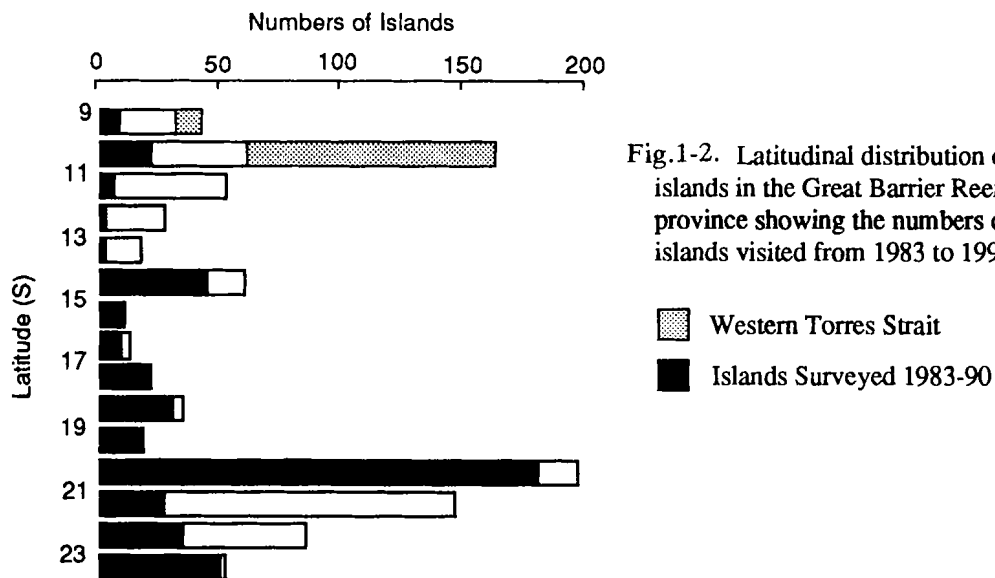 Numbers of Islands
0 50 100 150 200
9
11
13
15
17
19
21
23
Latitude (S)
Fig.1-2. Latitudinal distribution
islands in the Great Barrier
province showing the numbers
islands visited from 1983 to
Western Torres Strait
Islands Surveyed 1983-90